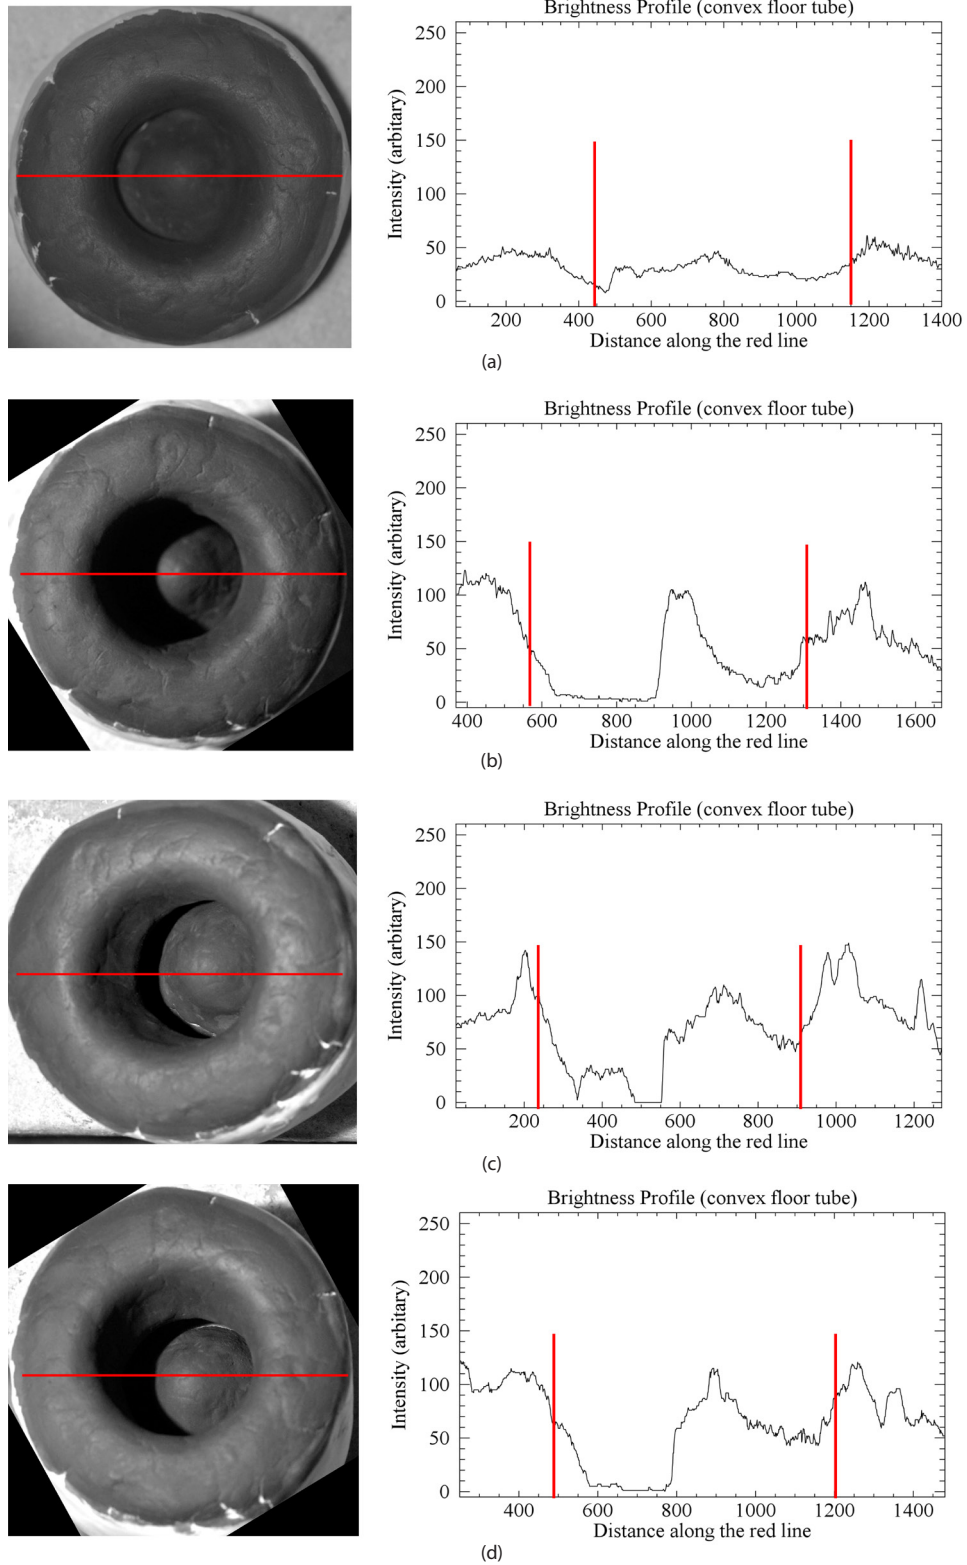 Brightness Profile (convex floor tube)
250
200
150
100
50
0
Intensity (arbitary)
200 400 600 800 1000 1200 1400
Distance along the red line
(a)
Brightness Profile (convex floor tube)
250
200
150
100
50
0
Intensity (arbitary)
400 600 800 1000 1200 1400 1600
Distance along the red line
(b)
Brightness Profile (convex floor tube)
250
200
150
100
50
0
Intensity (arbitary)
200 400 600 800 1000 1200
Distance along the red line
(c)
Brightness Profile (convex floor tube)
250
200
150
100
50
0
Intensity (arbitary)
400 600 800 1000 1200 1400
Distance along the red line
(d)